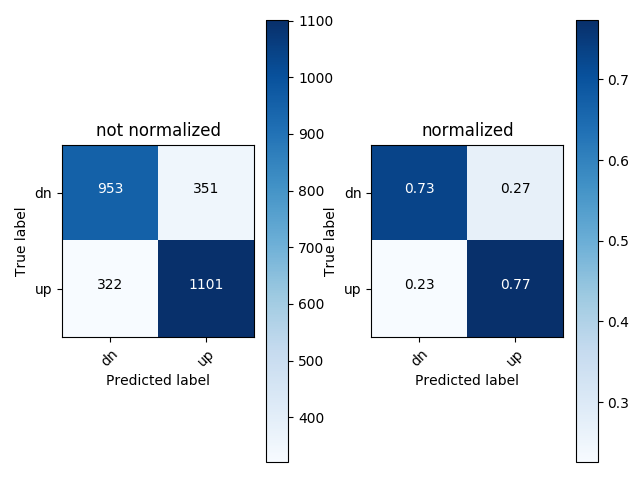 not normalized
True label
dn
up
953 351
322 1101
dn up
Predicted label
1100
1000
900
800
700
600
500
400
normalized
True label
dn
up
0.73 0.27
0.23 0.77
dn up
Predicted label
0.7
0.6
0.5
0.4
0.3